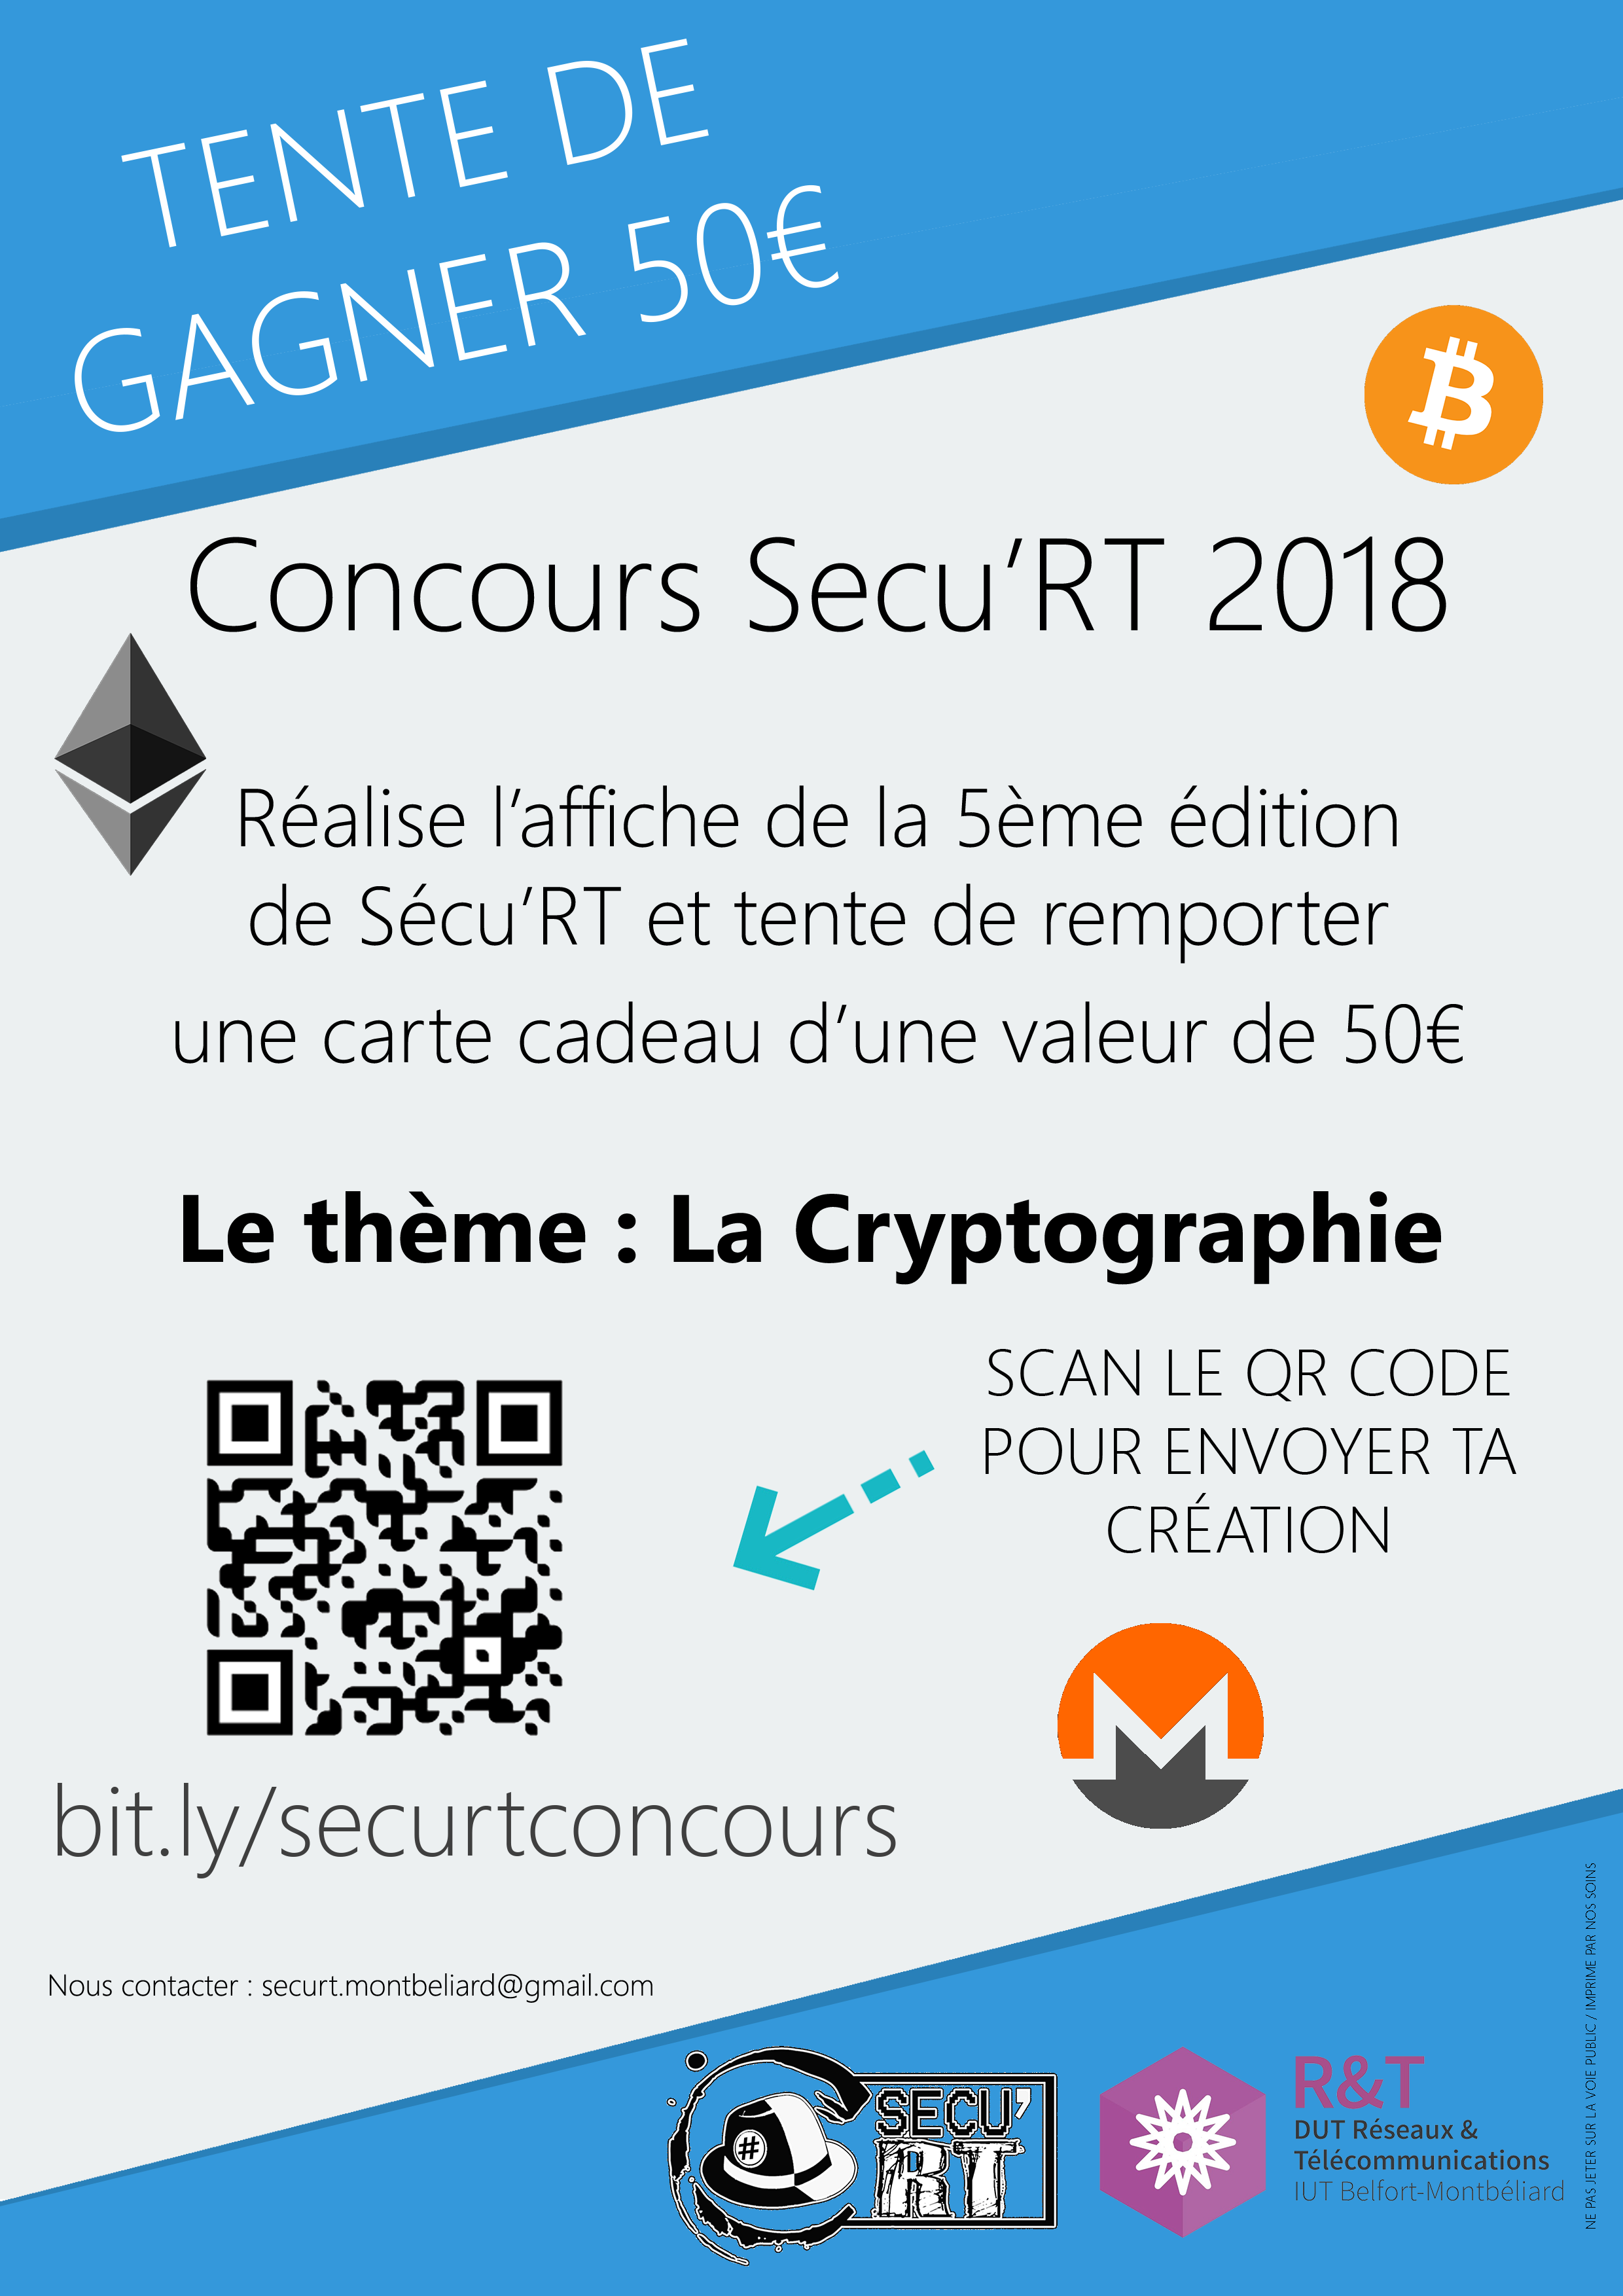 TENTE DE
GAGNER 50€
Concours Secu'RT 2018
Réalise l'affiche de la 5ème édition
de Sécu'RT et tente de remporter
une carte cadeau d'une valeur de 50€
Le thème : La Cryptographie
SCAN LE QR CODE
POUR ENVOYER TA
CRÉATION
bit.ly/securtconcours
Nous contacter : securt.montbeliard@gmail.com
#
SECU'
RT
R&T
DUT Réseaux &
Télécommunications
IUT Belfort-Montbéliard
NE PAS JETER SUR LA VOIE PUBLIC / IMPRIME PAR NOS SOINS